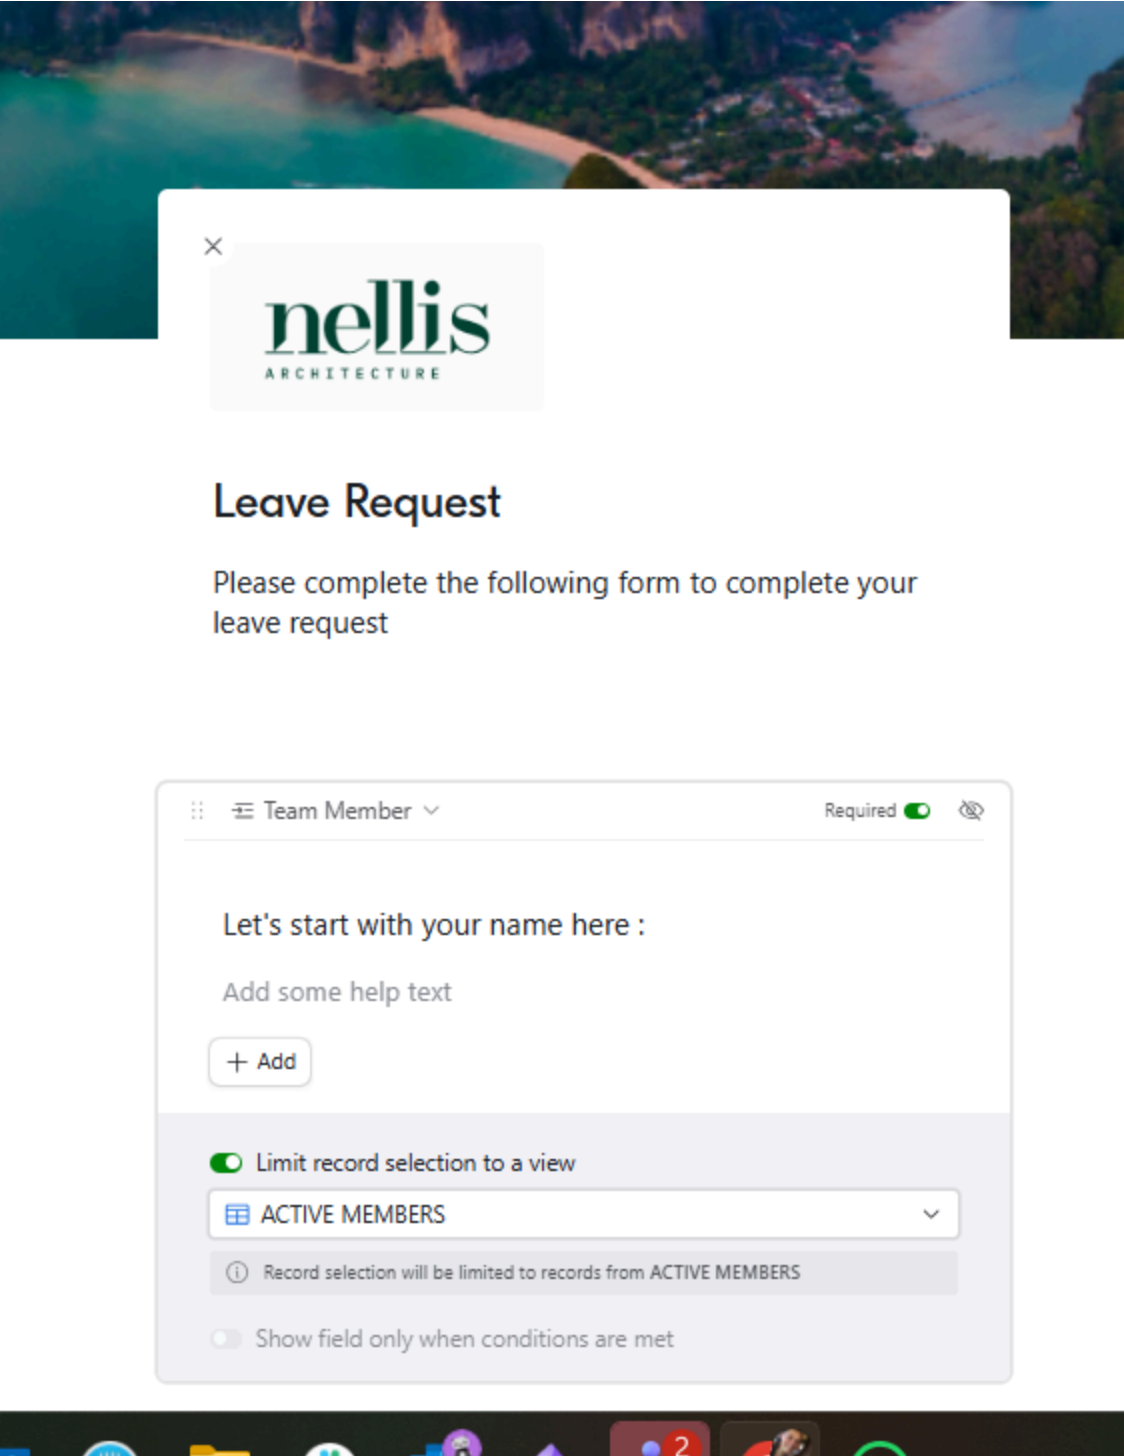 nellis
ARCHITECTURE
Leave Request
Please complete the following form to complete your
leave request
Team Member
Required
Let's start with your name here :
Add some help text
+ Add
Limit record selection to a view
ACTIVE MEMBERS
Record selection will be limited to records from ACTIVE MEMBERS
Show field only when conditions are met
2